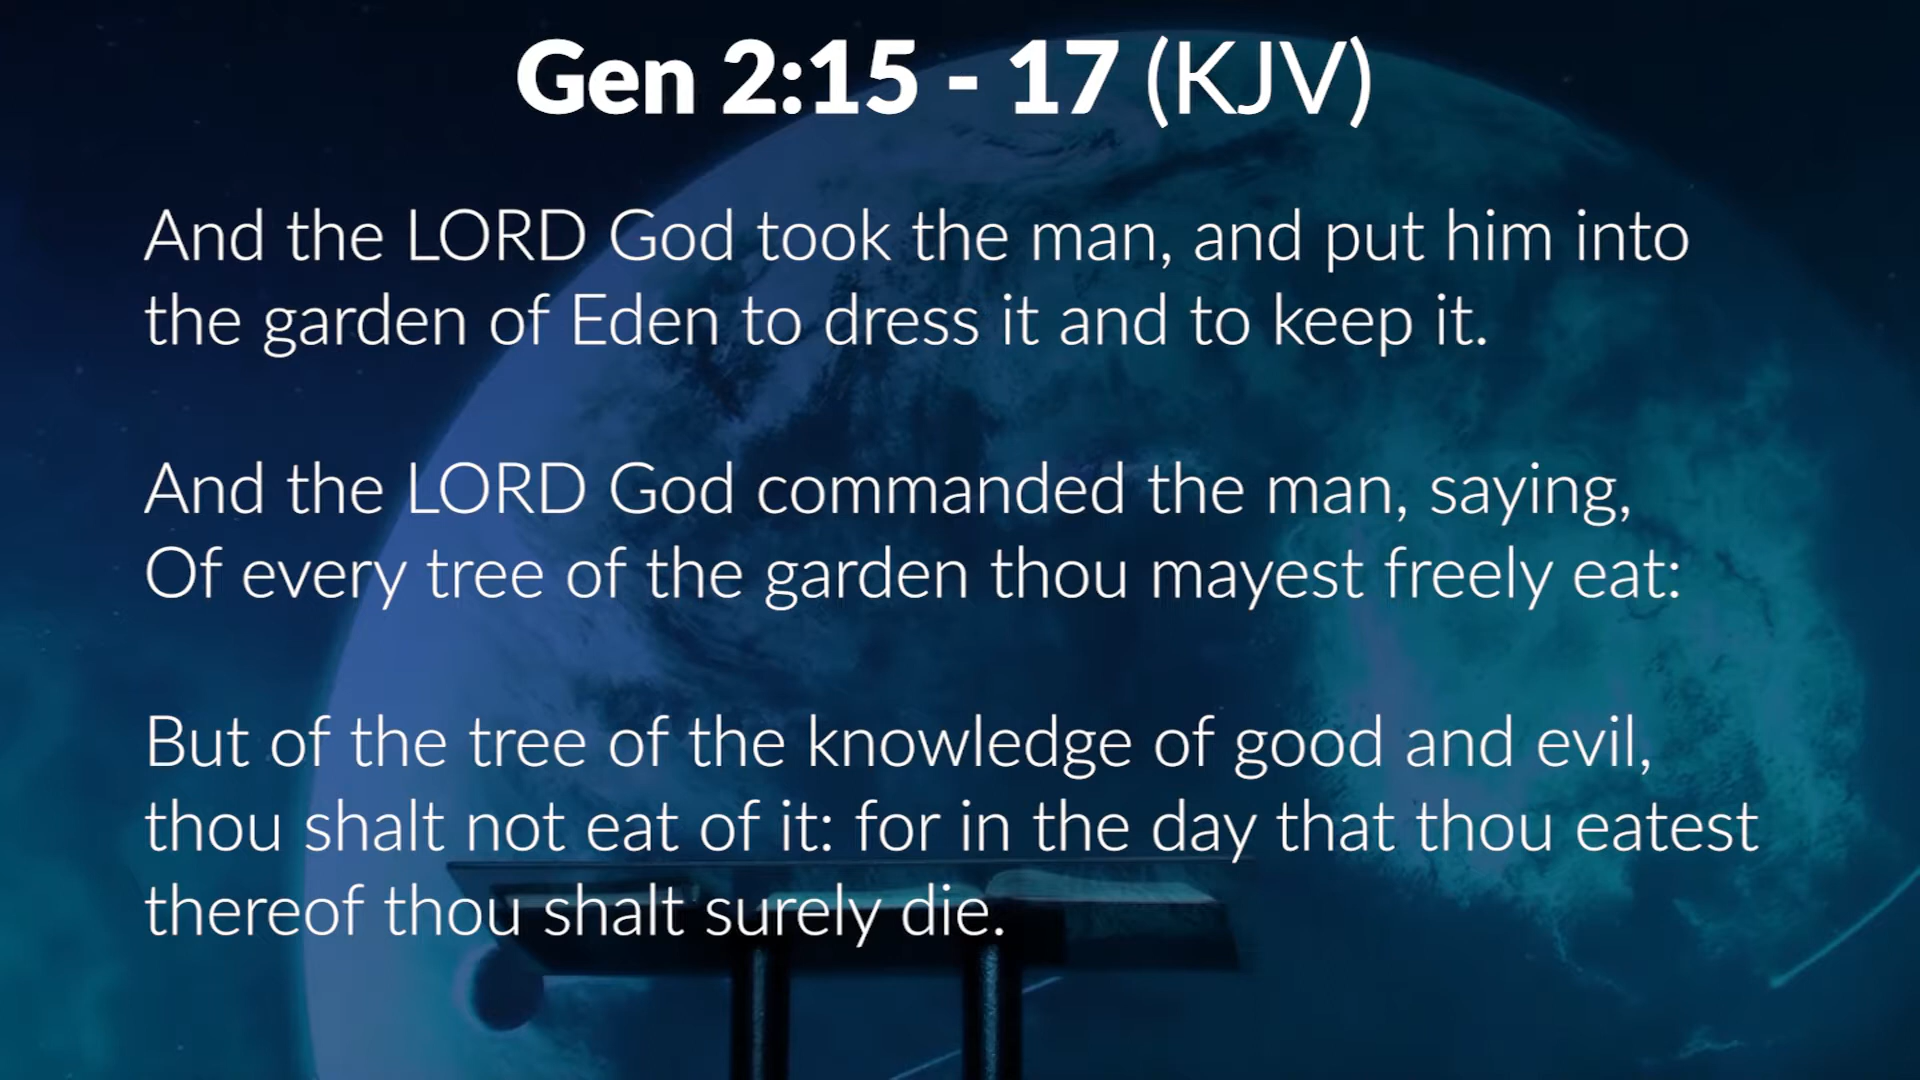 Gen 2:15 - 17 (KJV)
And the LORD God took the man, and put him into
the garden of Eden to dress it and to keep it.
And the LORD God commanded the man, saying,
Of every tree of the garden thou mayest freely eat:
But of the tree of the knowledge of good and evil,
thou shalt not eat of it: for in the day that thou eatest
thereof thou shalt surely die.